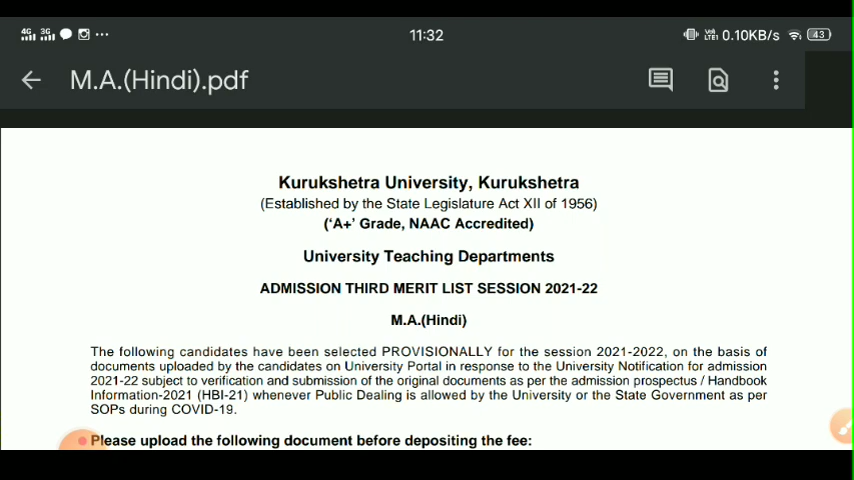 4G 3G 11:32 Vo) LTE1 0.10KB/s 43
M.A.(Hindi).pdf
Kurukshetra University, Kurukshetra
(Established by the State Legislature Act XII of 1956)
(‘A+’ Grade, NAAC Accredited)
University Teaching Departments
ADMISSION THIRD MERIT LIST SESSION 2021-22
M.A.(Hindi)
The following candidates have been selected PROVISIONALLY for the session 2021-2022, on the basis of
documents uploaded by the candidates on University Portal in response to the University Notification for admission
2021-22 subject to verification and submission of the original documents as per the admission prospectus / Handbook
Information-2021 (HBI-21) whenever Public Dealing is allowed by the University or the State Government as per
SOPs during COVID-19.
Please upload the following document before depositing the fee: